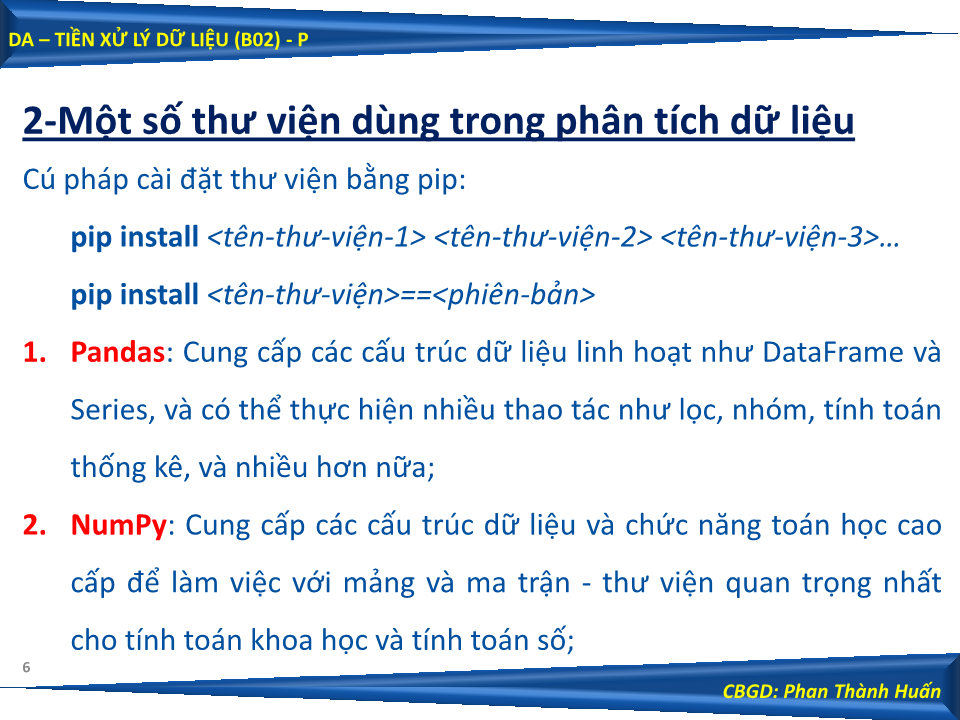 DA – TIỀN XỬ LÝ DỮ LIỆU (B02) - P
2-Một số thư viện dùng trong phân tích dữ liệu
Cú pháp cài đặt thư viện bằng pip:
pip install <tên-thư-viện-1> <tên-thư-viện-2> <tên-thư-viện-3>…
pip install <tên-thư-viện>==<phiên-bản>
1. Pandas: Cung cấp các cấu trúc dữ liệu linh hoạt như DataFrame và
Series, và có thể thực hiện nhiều thao tác như lọc, nhóm, tính toán
thống kê, và nhiều hơn nữa;
2. NumPy: Cung cấp các cấu trúc dữ liệu và chức năng toán học cao
cấp để làm việc với mảng và ma trận - thư viện quan trọng nhất
cho tính toán khoa học và tính toán số;
6
CBGD: Phan Thành Huấn